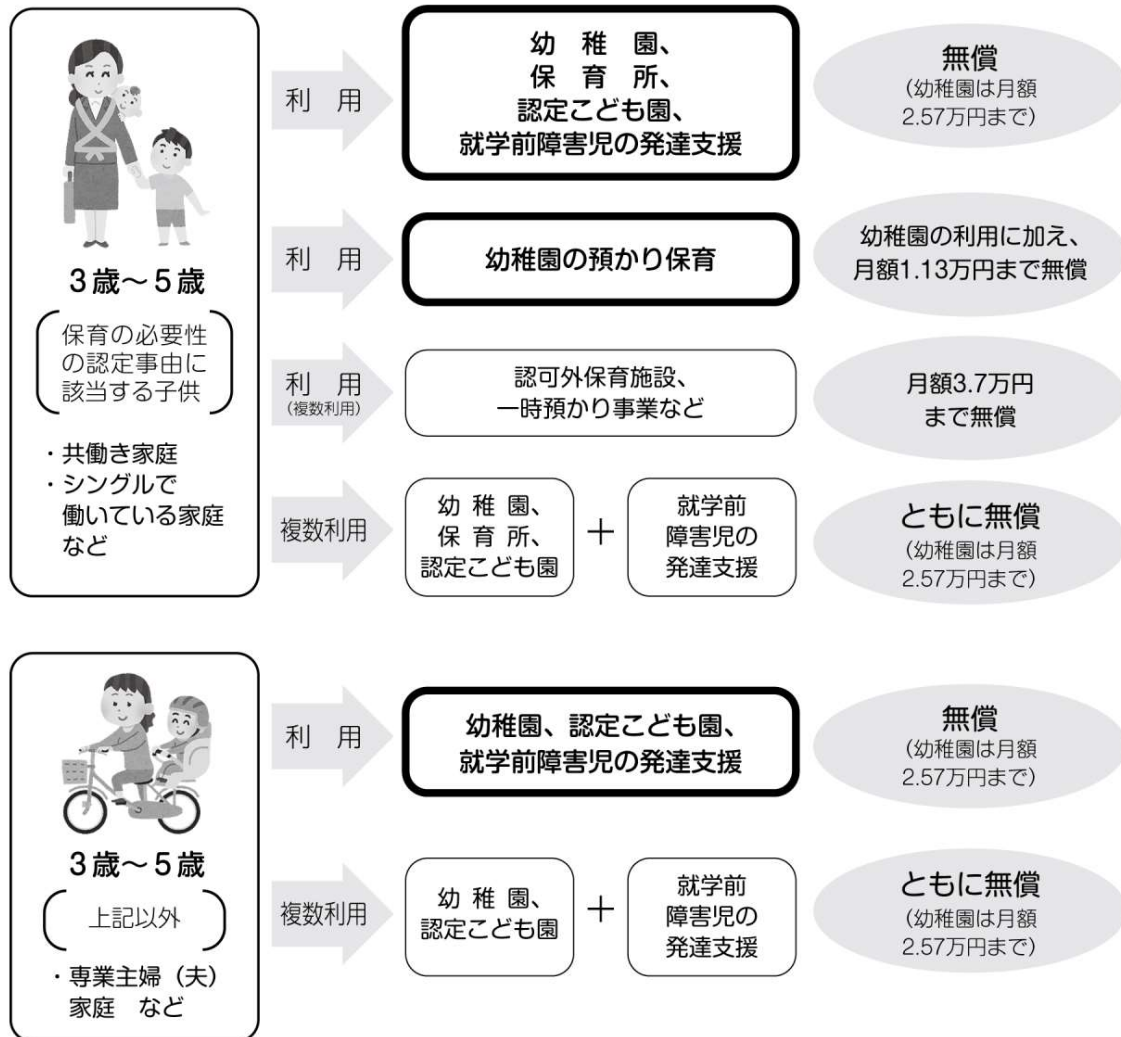 3歳～5歳
保育の必要性
の認定事由に
該当する子供
・共働き家庭
・シングルで
働いている家庭
など
利　用
幼　稚　園、
保　育　所、
認定こども園、
就学前障害児の発達支援
無償
（幼稚園は月額
2.57万円まで）
利　用
幼稚園の預かり保育
幼稚園の利用に加え、
月額1.13万円まで無償
利　用
（複数利用）
認可外保育施設、
一時預かり事業など
月額3.7万円
まで無償
複数利用
幼 稚 園、
保 育 所、
認定こども園
＋
就学前
障害児の
発達支援
ともに無償
（幼稚園は月額
2.57万円まで）
3歳～5歳
上記以外
・専業主婦（夫）
家庭　など
利　用
幼稚園、認定こども園、
就学前障害児の発達支援
無償
（幼稚園は月額
2.57万円まで）
複数利用
幼 稚 園、
認定こども園
＋
就学前
障害児の
発達支援
ともに無償
（幼稚園は月額
2.57万円まで）